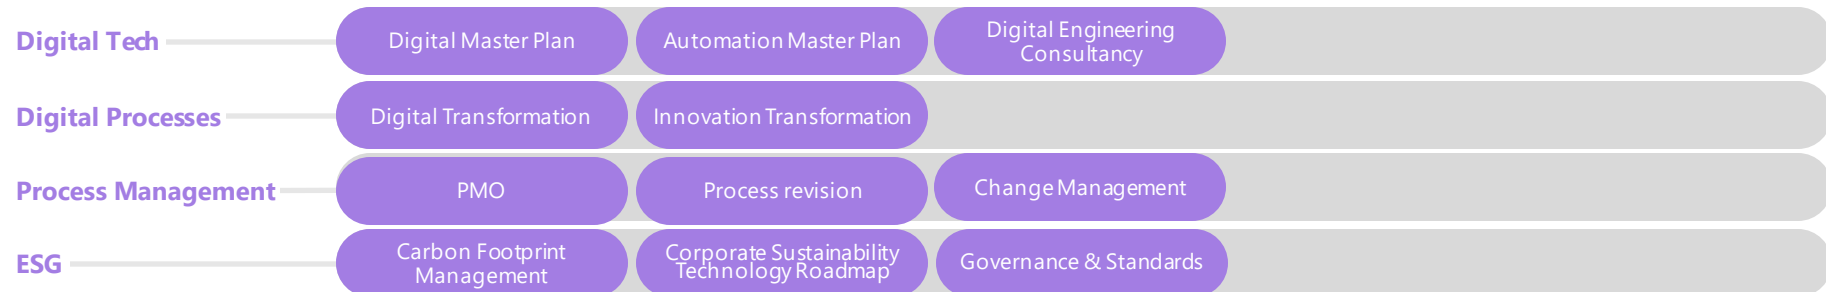 Digital Tech
Digital Master Plan
Automation Master Plan
Digital Engineering
Consultancy
Digital Processes
Digital Transformation
Innovation Transformation
Process Management
PMO
Process revision
Change Management
ESG
Carbon Footprint
Management
Corporate Sustainability
Technology Roadmap
Governance & Standards